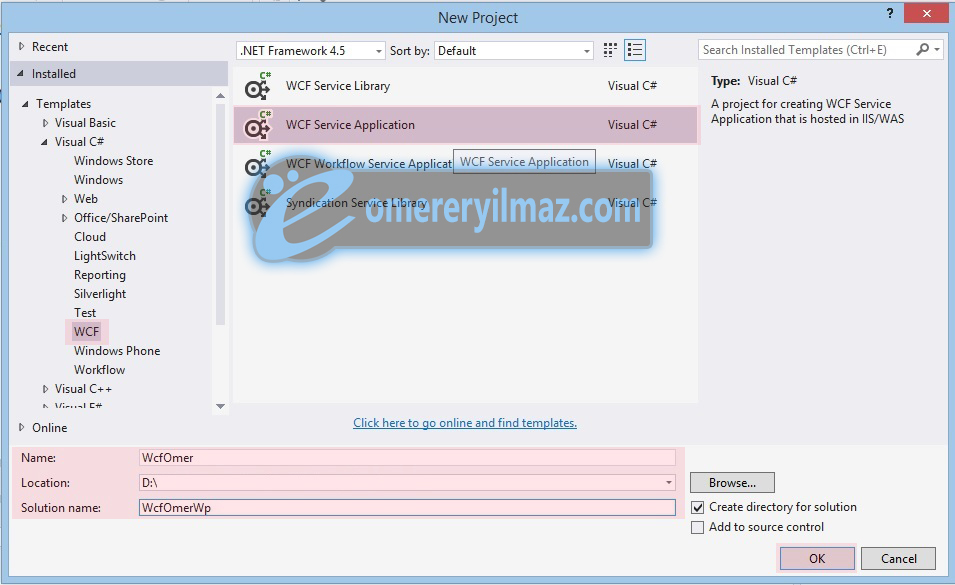 New Project
?
Recent
Installed
.NET Framework 4.5
Sort by:
Default
Search Installed Templates (Ctrl+E)
Templates
Visual Basic
Visual C#
Windows Store
Windows
Web
Office/SharePoint
Cloud
LightSwitch
Reporting
Silverlight
Test
WCF
Windows Phone
Workflow
Visual C++
Visual F#
Online
C#
WCF Service Library
Visual C#
C#
WCF Service Application
Visual C#
C#
WCF Workflow Service Applicat
Visual C#
WCF Service Application
C#
Syndication Service Library
Visual C#
omereryilmaz.com
Type: Visual C#
A project for creating WCF Service
Application that is hosted in IIS/WAS
Click here to go online and find templates.
Name:
WcfOmer
Location:
D:\
Solution name:
WcfOmerWp
Browse...
Create directory for solution
Add to source control
OK
Cancel